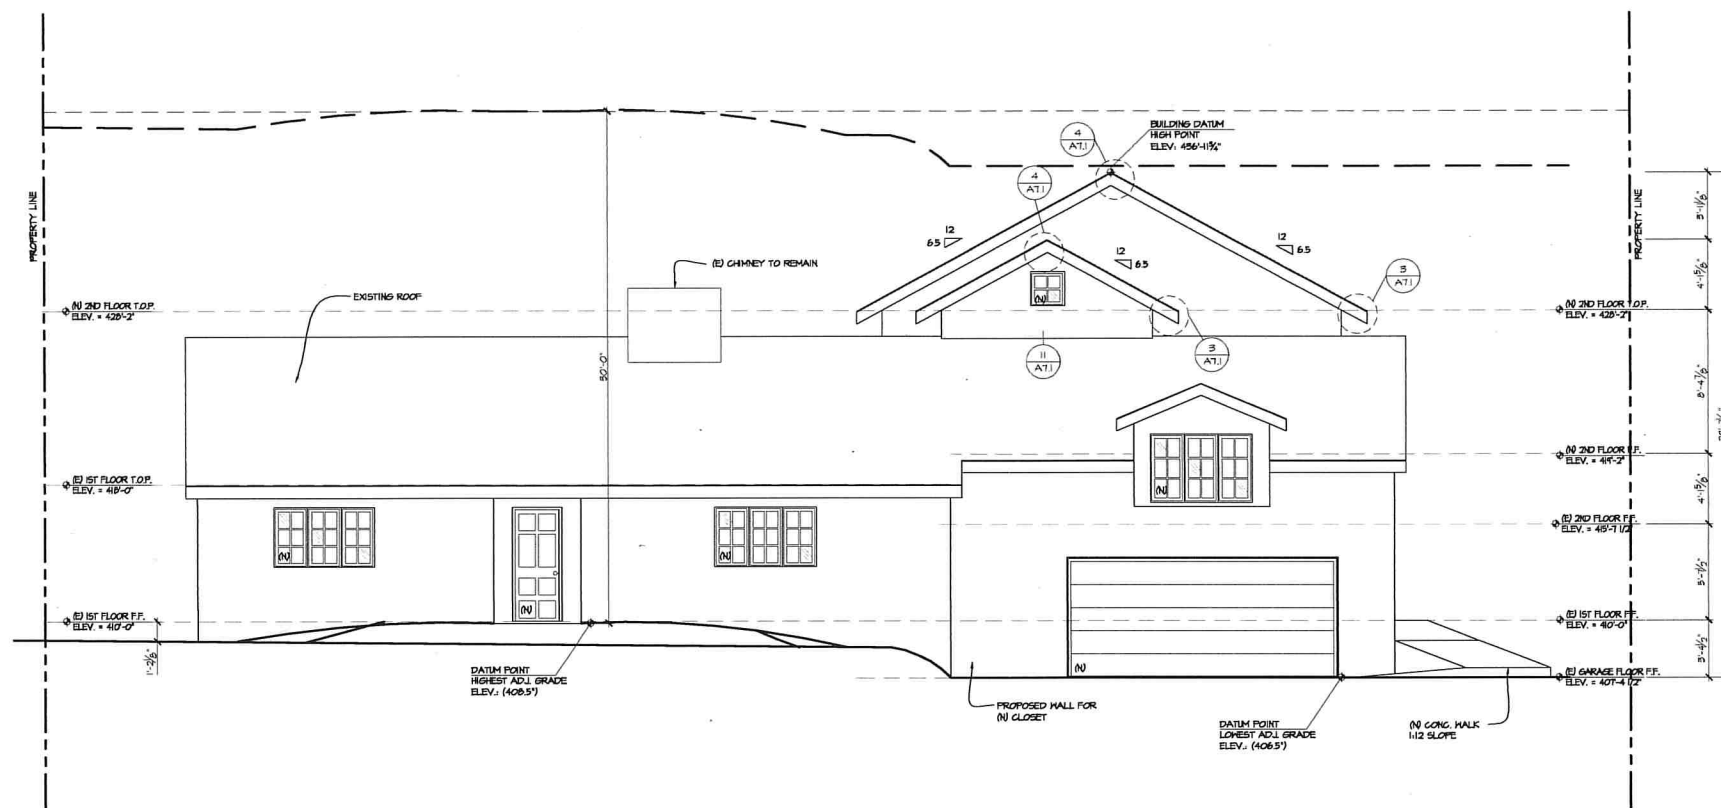 PROPERTY LINE
BUILDING DATUM
HIGH POINT
ELEV: 436'-11¾"
4
A7.1
4
A7.1
12
6.5
12
6.5
12
6.5
(E) CHIMNEY TO REMAIN
EXISTING ROOF
3
A7.1
3
A7.1
11
A7.1
(N)
(N) 2ND FLOOR T.O.P.
ELEV. = 428'-2"
(N) 2ND FLOOR T.O.P.
ELEV. = 428'-2"
30'-0"
PROPERTY LINE
(N) 2ND FLOOR F.F.
ELEV. = 419'-2"
(E) 1ST FLOOR T.O.P.
ELEV. = 418'-0"
(N)
(N)
(N)
(N)
(E) 2ND FLOOR F.F.
ELEV. = 415'-7 1/2"
(E) 1ST FLOOR F.F.
ELEV. = 410'-0"
(E) 1ST FLOOR F.F.
ELEV. = 410'-0"
(N)
DATUM POINT
HIGHEST ADJ. GRADE
ELEV.: (408.5')
(E) GARAGE FLOOR F.F.
ELEV. = 407'-4 1/2"
PROPOSED WALL FOR
(N) CLOSET
DATUM POINT
LOWEST ADJ. GRADE
ELEV.: (406.5')
(N) CONC. WALK
1:12 SLOPE